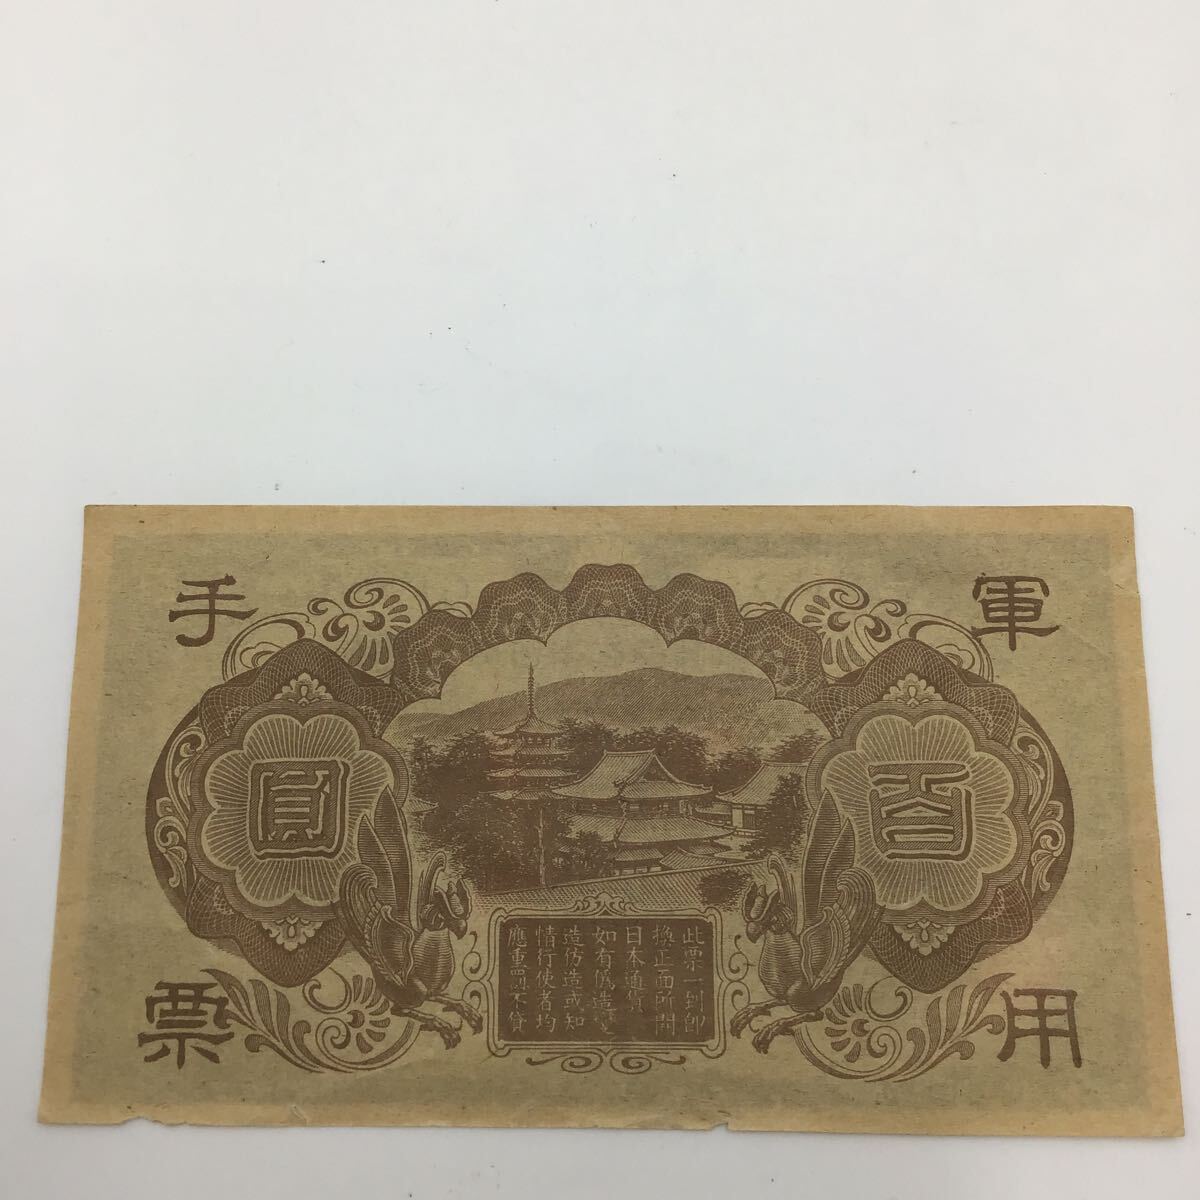 軍用
手票
百
圓
此票一到即
換正面所開
日本通貨
如有偽造變
造仿造或知
情行使者均
應重罰不貸